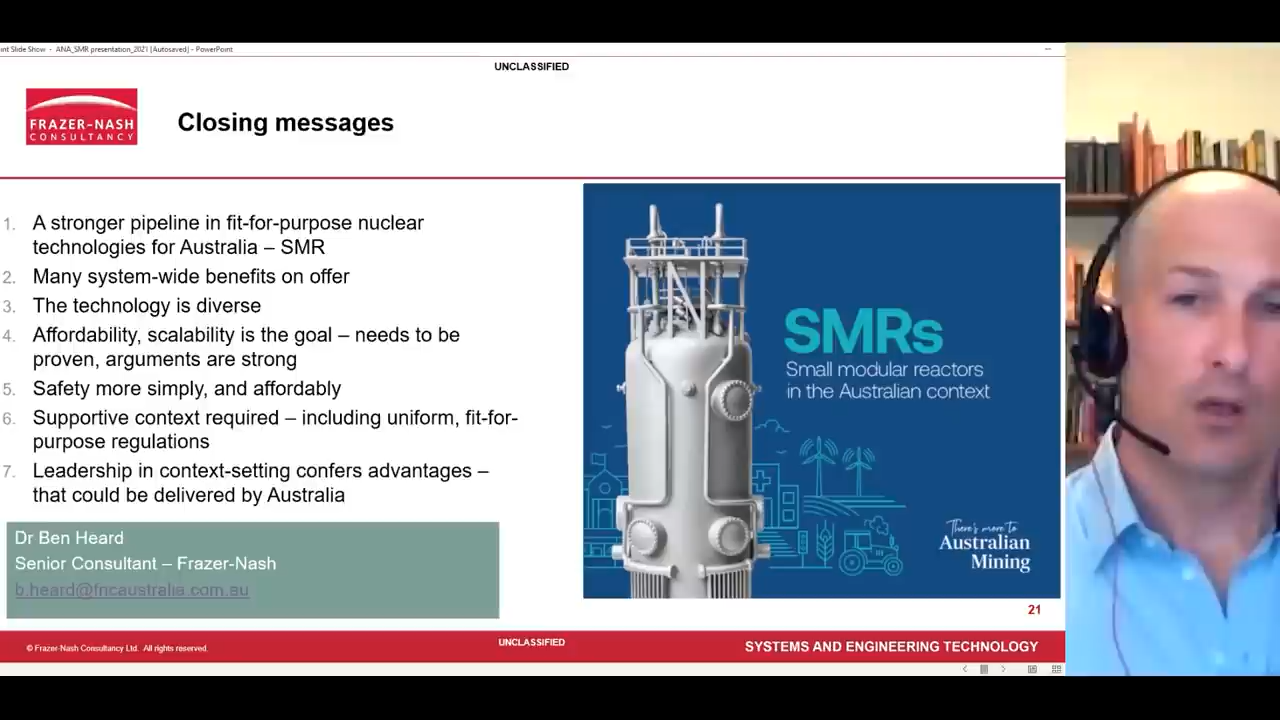 int Slide Show - ANA_SMR presentation_2021 [Autosaved] - PowerPoint
UNCLASSIFIED
FRAZER-NASH
CONSULTANCY
Closing messages
1. A stronger pipeline in fit-for-purpose nuclear
technologies for Australia – SMR
2. Many system-wide benefits on offer
3. The technology is diverse
4. Affordability, scalability is the goal – needs to be
proven, arguments are strong
5. Safety more simply, and affordably
6. Supportive context required – including uniform, fit-for-
purpose regulations
7. Leadership in context-setting confers advantages –
that could be delivered by Australia
Dr Ben Heard
Senior Consultant – Frazer-Nash
b.heard@fncaustralia.com.au
SMRs
Small modular reactors
in the Australian context
There's more to
Australian
Mining
21
© Frazer-Nash Consultancy Ltd. All rights reserved.
UNCLASSIFIED
SYSTEMS AND ENGINEERING TECHNOLOGY